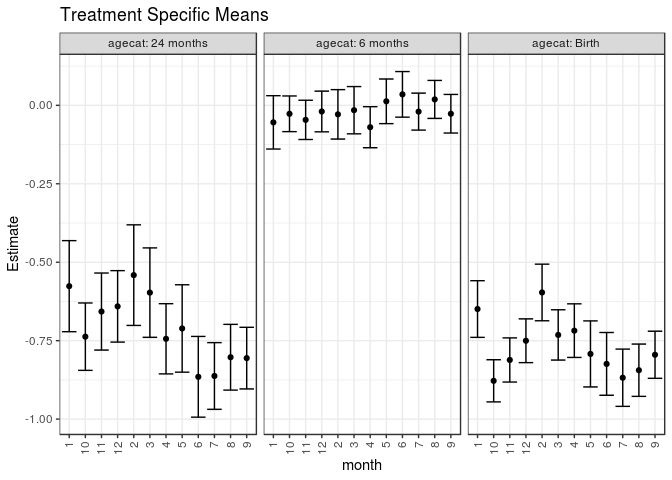 Treatment Specific Means
agecat: 24 months
agecat: 6 months
agecat: Birth
Estimate
0.00
-0.25
-0.50
-0.75
-1.00
1 10 11 12 2 3 4 5 6 7 8 9
1 10 11 12 2 3 4 5 6 7 8 9
1 10 11 12 2 3 4 5 6 7 8 9
month